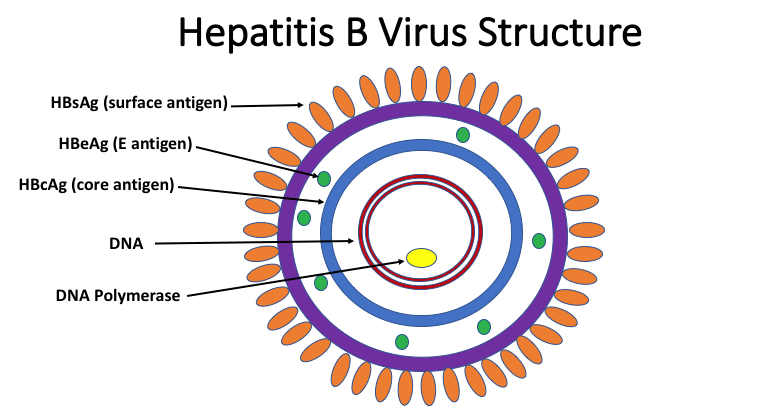 Hepatitis B Virus Structure
HBsAg (surface antigen)
HBeAg (E antigen)
HBcAg (core antigen)
DNA
DNA Polymerase